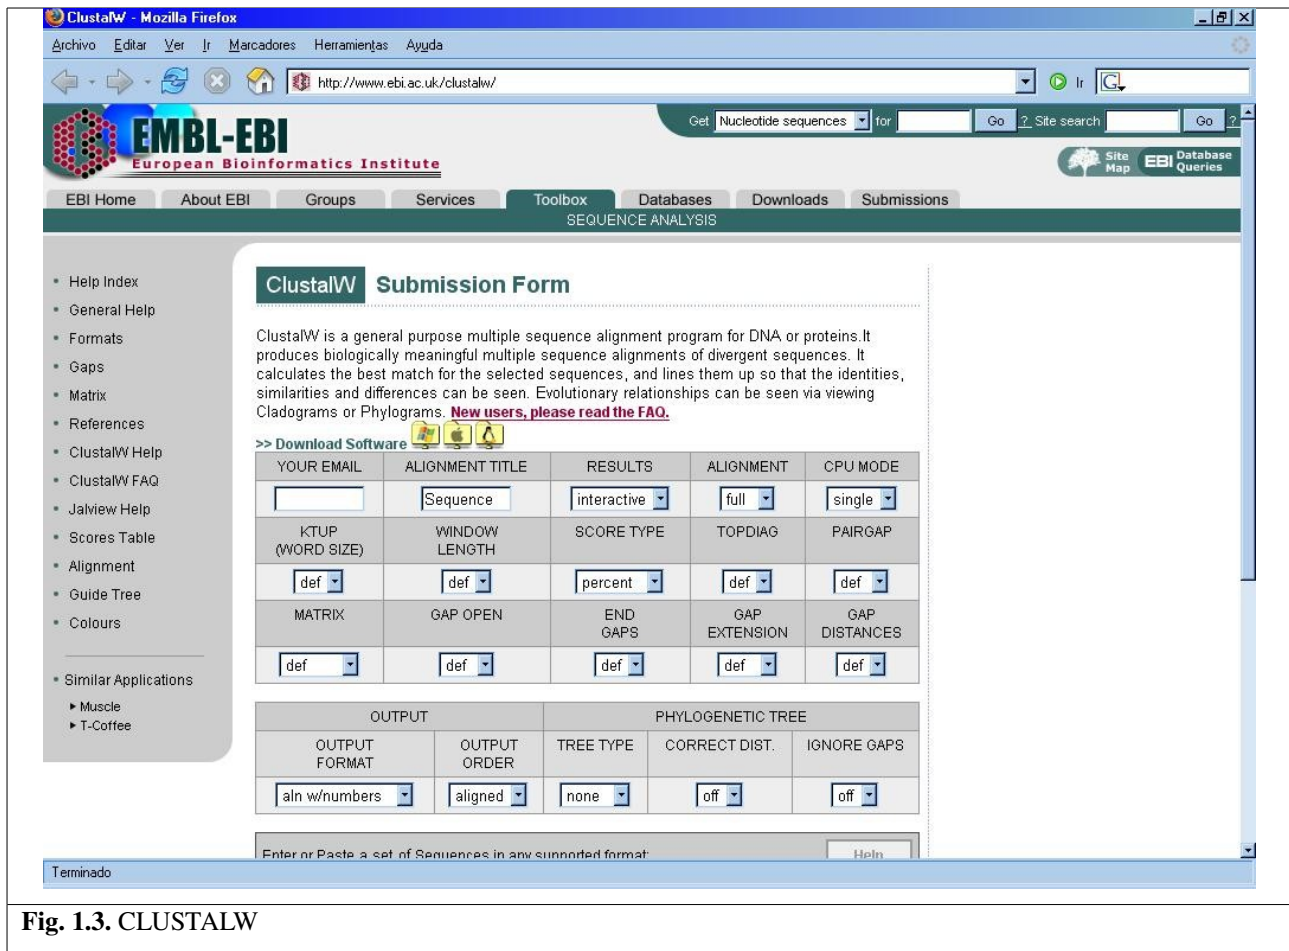 ClustalW - Mozilla Firefox
Archivo Editar Ver Ir Marcadores Herramientas Ayuda
http://www.ebi.ac.uk/clustalw/ Ir G
Get Nucleotide sequences for Go ? Site search Go ?
EMBL-EBI
European Bioinformatics Institute
Site Map EBI Database Queries
EBI Home About EBI Groups Services Toolbox Databases Downloads Submissions
SEQUENCE ANALYSIS
Help Index
General Help
Formats
Gaps
Matrix
References
ClustalW Help
ClustalW FAQ
Jalview Help
Scores Table
Alignment
Guide Tree
Colours
Similar Applications
Muscle
T-Coffee
ClustalW Submission Form
ClustalW is a general purpose multiple sequence alignment program for DNA or proteins.It
produces biologically meaningful multiple sequence alignments of divergent sequences. It
calculates the best match for the selected sequences, and lines them up so that the identities,
similarities and differences can be seen. Evolutionary relationships can be seen via viewing
Cladograms or Phylograms. New users, please read the FAQ.
>> Download Software
YOUR EMAIL ALIGNMENT TITLE RESULTS ALIGNMENT CPU MODE
Sequence interactive full single
KTUP (WORD SIZE) WINDOW LENGTH SCORE TYPE TOPDIAG PAIRGAP
def def percent def def
MATRIX GAP OPEN END GAPS GAP EXTENSION GAP DISTANCES
def def def def def
OUTPUT PHYLOGENETIC TREE
OUTPUT FORMAT OUTPUT ORDER TREE TYPE CORRECT DIST. IGNORE GAPS
aln w/numbers aligned none off off
Enter or Paste a set of Sequences in any supported format: Help
Terminado
Fig. 1.3. CLUSTALW